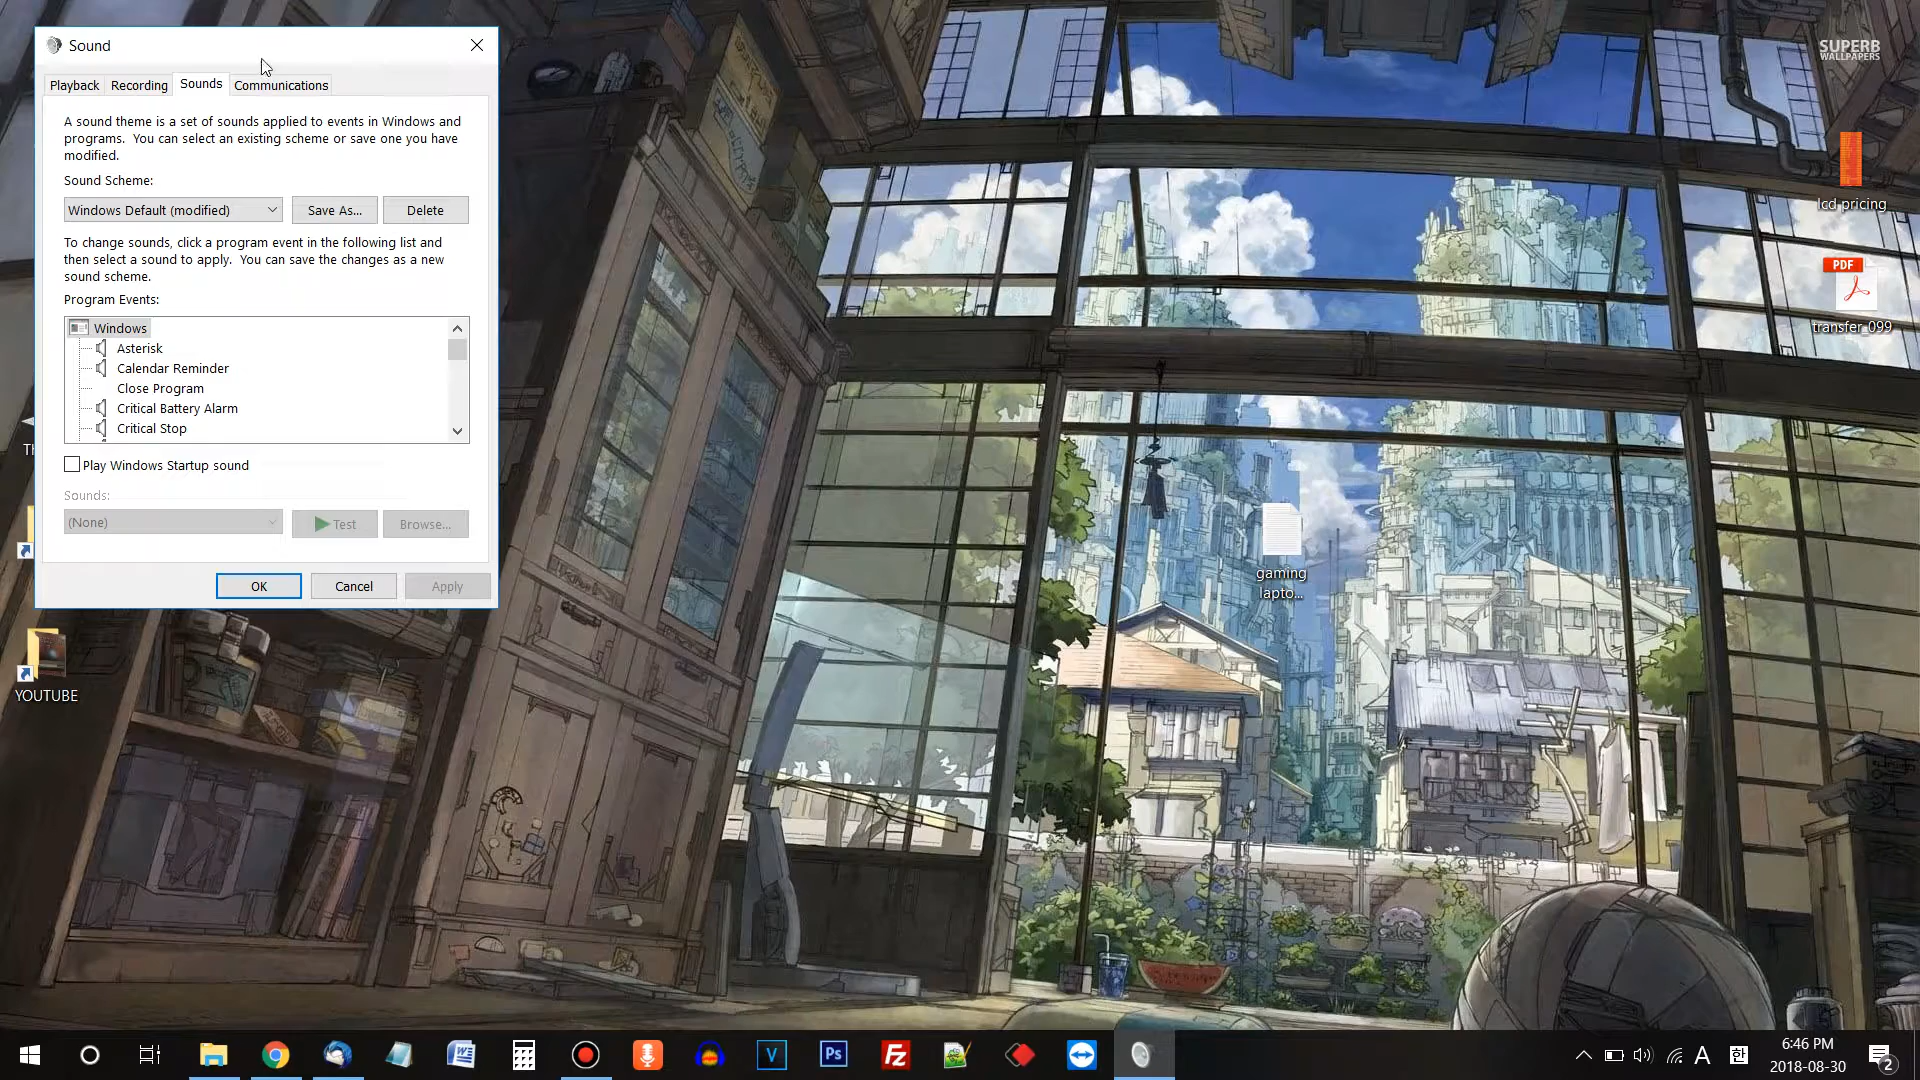 Sound
Playback
Recording
Sounds
Communications
A sound theme is a set of sounds applied to events in Windows and
programs. You can select an existing scheme or save one you have
modified.
Sound Scheme:
Windows Default (modified)
Save As...
Delete
To change sounds, click a program event in the following list and
then select a sound to apply. You can save the changes as a new
sound scheme.
Program Events:
Windows
Asterisk
Calendar Reminder
Close Program
Critical Battery Alarm
Critical Stop
Play Windows Startup sound
Sounds:
(None)
Test
Browse...
OK
Cancel
Apply
YOUTUBE
SUPERB
WALLPAPERS
lcd pricing
PDF
transfer_099
gaming
lapto...
W
V
Ps
Fz
A
한
6:46 PM
2018-08-30
2